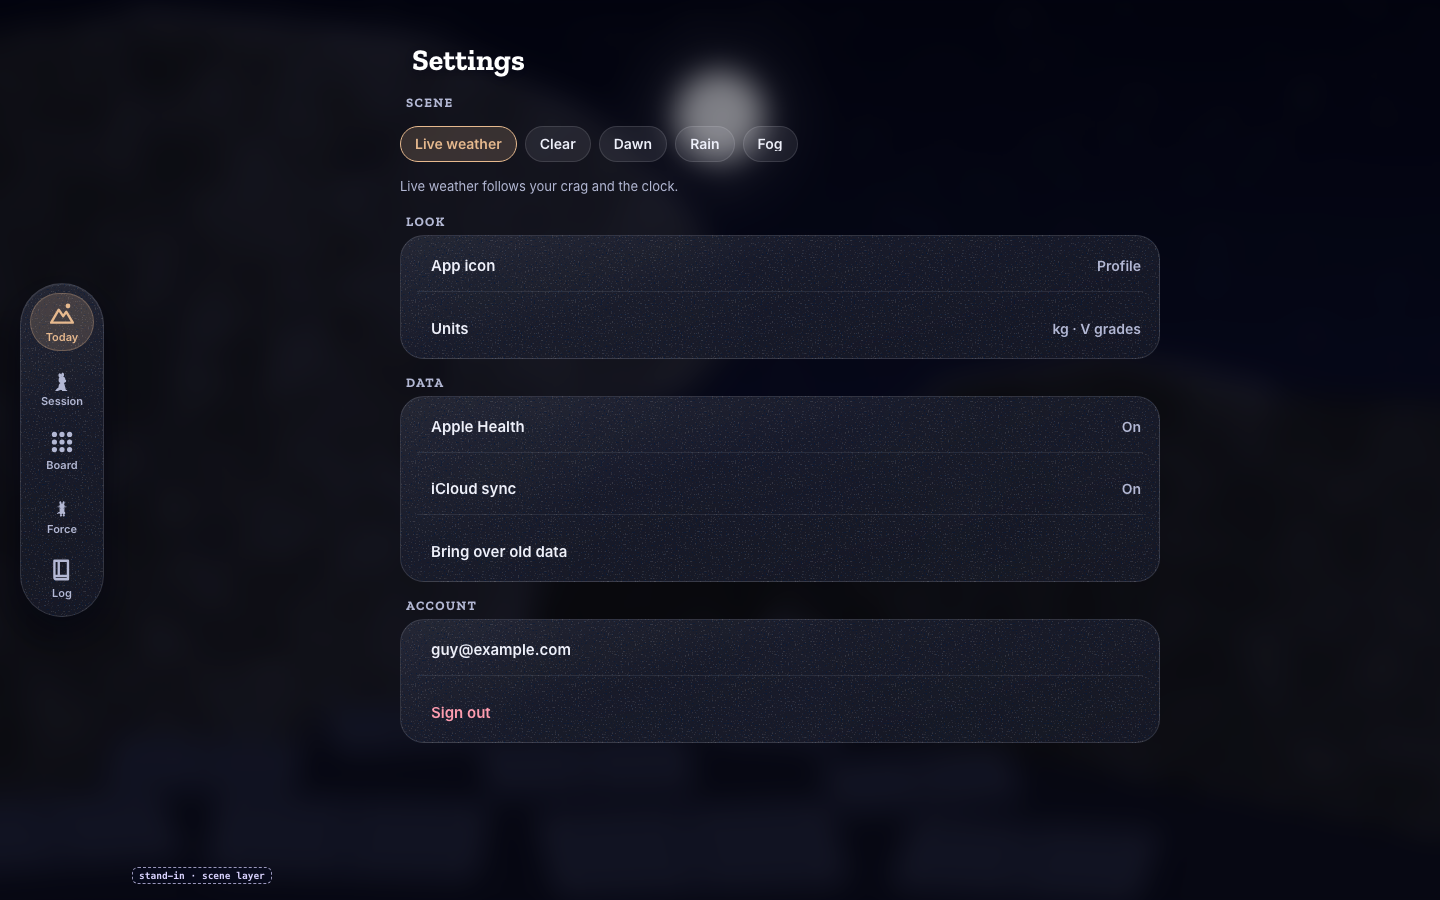 Settings
SCENE
Live weather Clear Dawn Rain Fog
Live weather follows your crag and the clock.
LOOK
App icon Profile
Units kg · V grades
DATA
Apple Health On
iCloud sync On
Bring over old data
ACCOUNT
guy@example.com
Sign out
Today
Session
Board
Force
Log
stand-in · scene layer